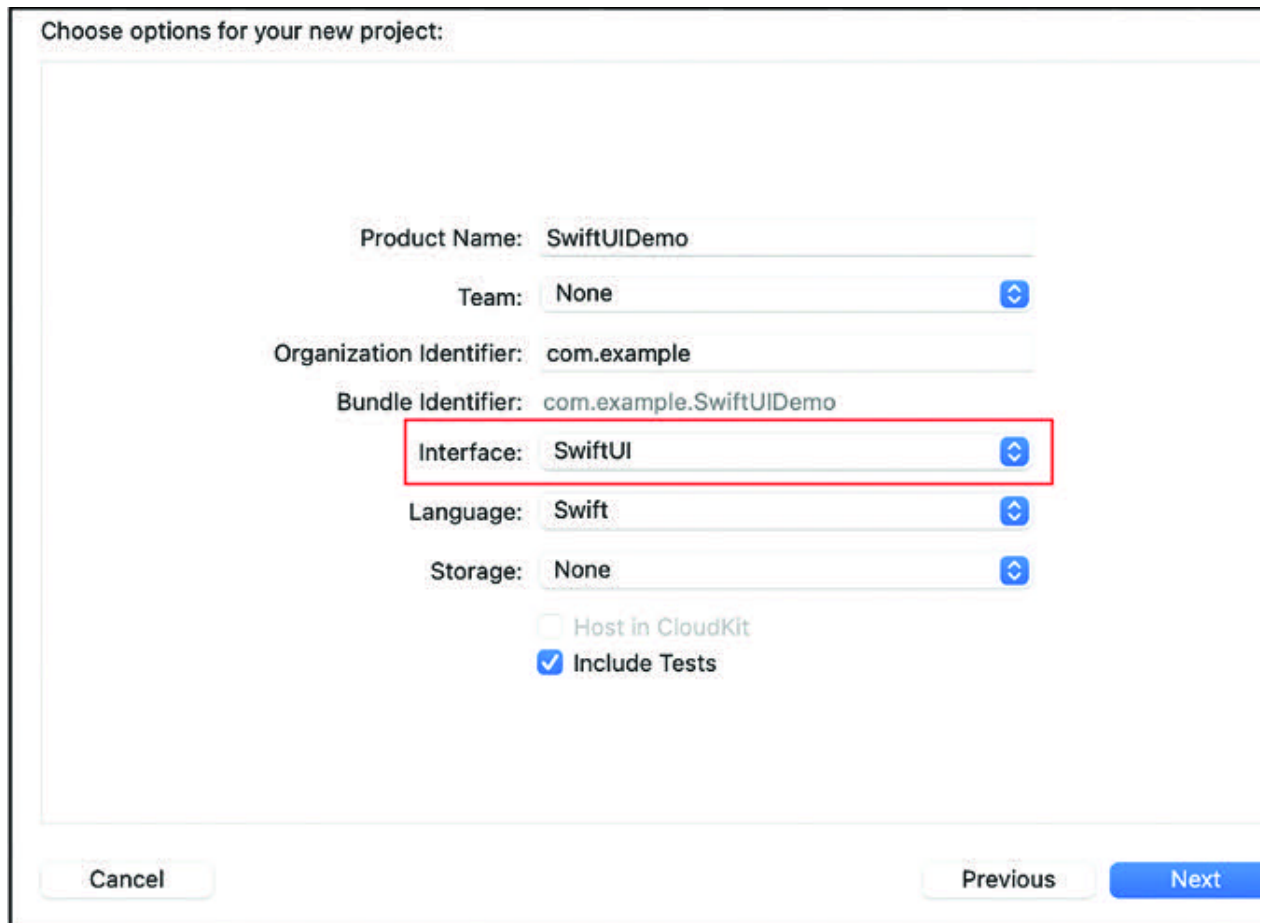 Choose options for your new project:
Product Name: SwiftUIDemo
Team: None
Organization Identifier: com.example
Bundle Identifier: com.example.SwiftUIDemo
Interface: SwiftUI
Language: Swift
Storage: None
Host in CloudKit
Include Tests
Cancel Previous Next